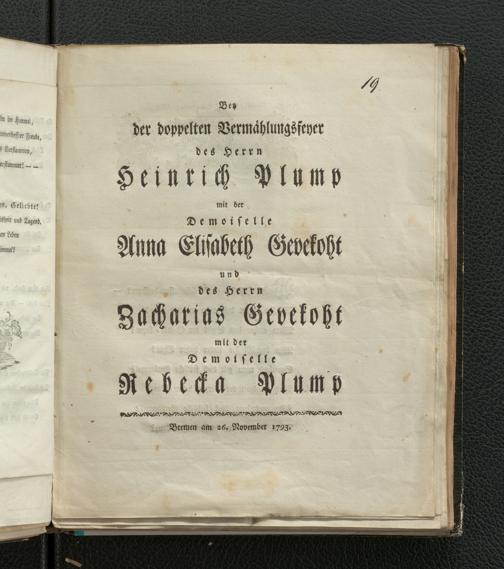 19
Bey
der doppelten Vermählungsfeyer
des Herrn
Heinrich Plump
mit der
Demoiselle
Anna Elisabeth Gevekoht
und
des Herrn
Zacharias Gevekoht
mit der
Demoiselle
Rebecka Plump
Bremen am 26. November 1793.